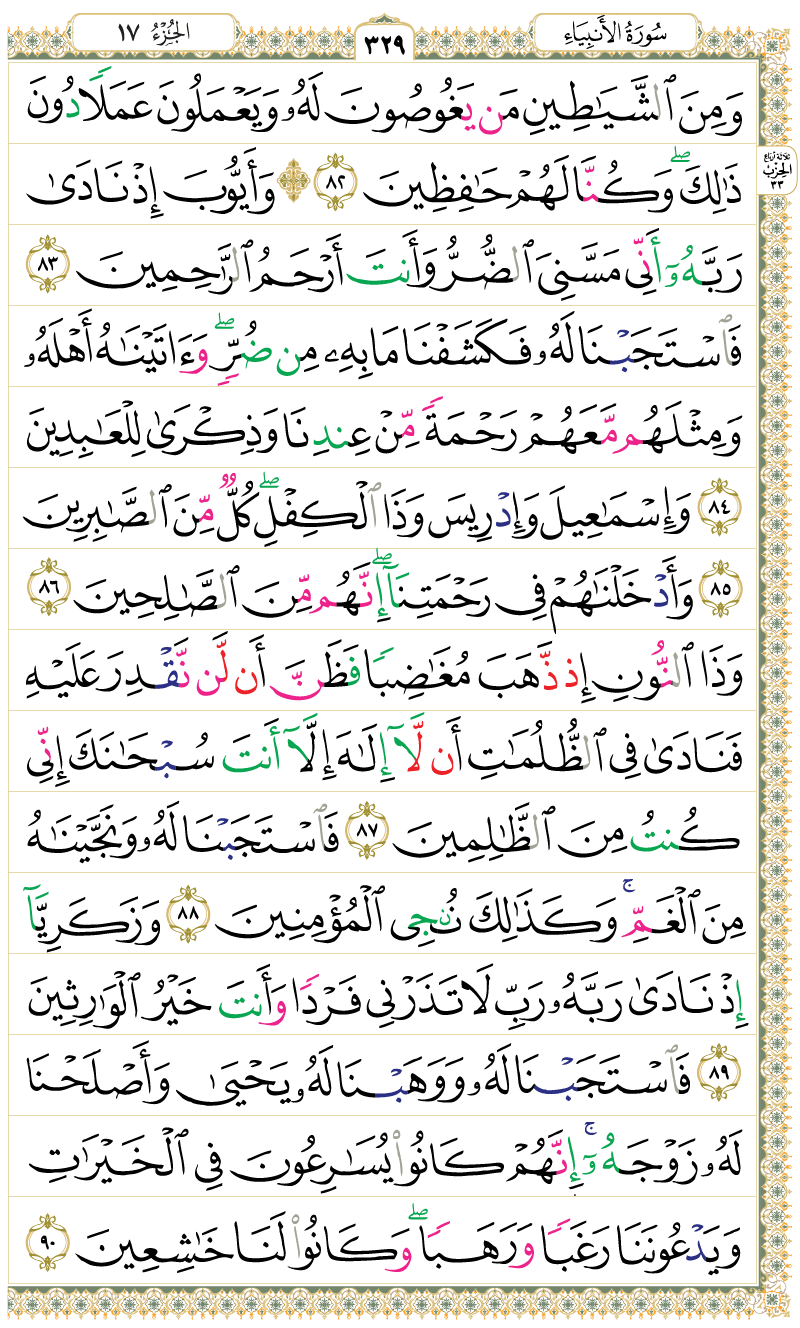 سُورَةُ الأَنبِيَاءِ
٣٢٩
الجُزْءُ ١٧
وَمِنَ ٱلشَّيَٰطِينِ مَن يَغُوصُونَ لَهُۥ وَيَعْمَلُونَ عَمَلًا دُونَ
ثَلَاثَةُ أَرْبَاعِ
الحِزْبُ
٣٣
ذَٰلِكَۖ وَكُنَّا لَهُمْ حَٰفِظِينَ ٨٢ ۞ وَأَيُّوبَ إِذْ نَادَىٰ
رَبَّهُۥٓ أَنِّى مَسَّنِىَ ٱلضُّرُّ وَأَنتَ أَرْحَمُ ٱلرَّٰحِمِينَ ٨٣
فَٱسْتَجَبْنَا لَهُۥ فَكَشَفْنَا مَا بِهِۦ مِن ضُرٍّۖ وَءَاتَيْنَٰهُ أَهْلَهُۥ
وَمِثْلَهُم مَّعَهُمْ رَحْمَةً مِّنْ عِندِنَا وَذِكْرَىٰ لِلْعَٰبِدِينَ
٨٤ وَإِسْمَٰعِيلَ وَإِدْرِيسَ وَذَا ٱلْكِفْلِۖ كُلٌّ مِّنَ ٱلصَّٰبِرِينَ
٨٥ وَأَدْخَلْنَٰهُمْ فِى رَحْمَتِنَآۖ إِنَّهُم مِّنَ ٱلصَّٰلِحِينَ ٨٦
وَذَا ٱلنُّونِ إِذ ذَّهَبَ مُغَٰضِبًا فَظَنَّ أَن لَّن نَّقْدِرَ عَلَيْهِ
فَنَادَىٰ فِى ٱلظُّلُمَٰتِ أَن لَّآ إِلَٰهَ إِلَّآ أَنتَ سُبْحَٰنَكَ إِنِّى
كُنتُ مِنَ ٱلظَّٰلِمِينَ ٨٧ فَٱسْتَجَبْنَا لَهُۥ وَنَجَّيْنَٰهُ
مِنَ ٱلْغَمِّۚ وَكَذَٰلِكَ نُۨجِى ٱلْمُؤْمِنِينَ ٨٨ وَزَكَرِيَّآ
إِذْ نَادَىٰ رَبَّهُۥ رَبِّ لَا تَذَرْنِى فَرْدًا وَأَنتَ خَيْرُ ٱلْوَٰرِثِينَ
٨٩ فَٱسْتَجَبْنَا لَهُۥ وَوَهَبْنَا لَهُۥ يَحْيَىٰ وَأَصْلَحْنَا
لَهُۥ زَوْجَهُۥٓۚ إِنَّهُمْ كَانُوا۟ يُسَٰرِعُونَ فِى ٱلْخَيْرَٰتِ
وَيَدْعُونَنَا رَغَبًا وَرَهَبًاۖ وَكَانُوا۟ لَنَا خَٰشِعِينَ ٩٠